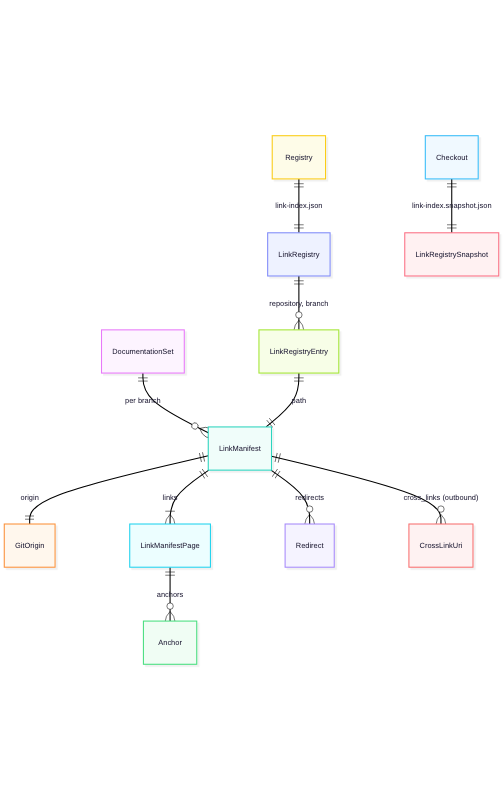 Registry
Checkout
link-index.json
link-index.snapshot.json
LinkRegistry
LinkRegistrySnapshot
repository, branch
DocumentationSet
LinkRegistryEntry
per branch
path
LinkManifest
origin
links
redirects
cross_links (outbound)
GitOrigin
LinkManifestPage
Redirect
CrossLinkUri
anchors
Anchor